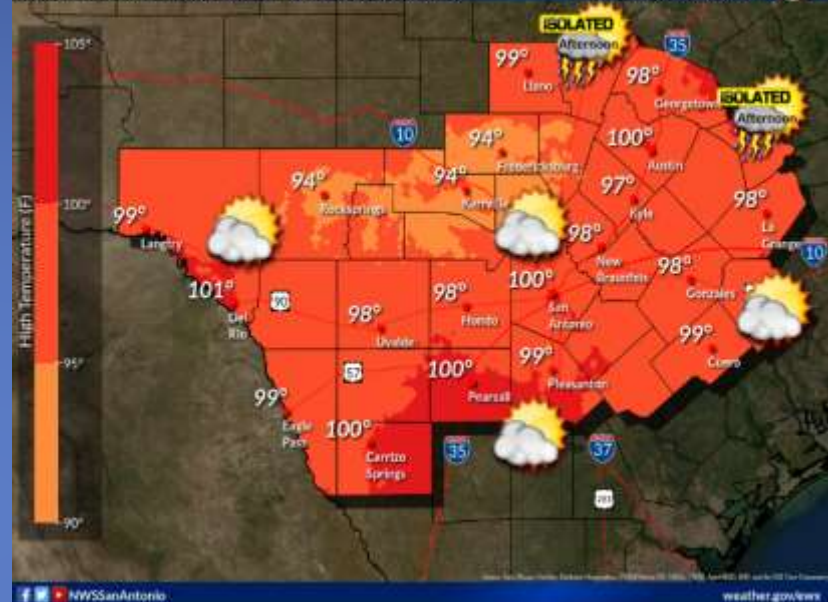 105°
100°
95°
90°
High Temperature (F)
ISOLATED
Afternoon
35
99°
Llano
98°
Georgetown
ISOLATED
Afternoon
10
94°
Fredericksburg
100°
Austin
94°
Rocksprings
94°
Kerrville
97°
Kyle
98°
La
Grange
99°
Langtry
98°
New
Braunfels
10
101°
Del
Rio
90
98°
Uvalde
98°
Hondo
100°
San
Antonio
98°
Gonzales
99°
Cuero
57
100°
Pearsall
99°
Pleasanton
99°
Eagle
Pass
100°
Carrizo
Springs
35
37
281
NWSSanAntonio
weather.gov/ewx